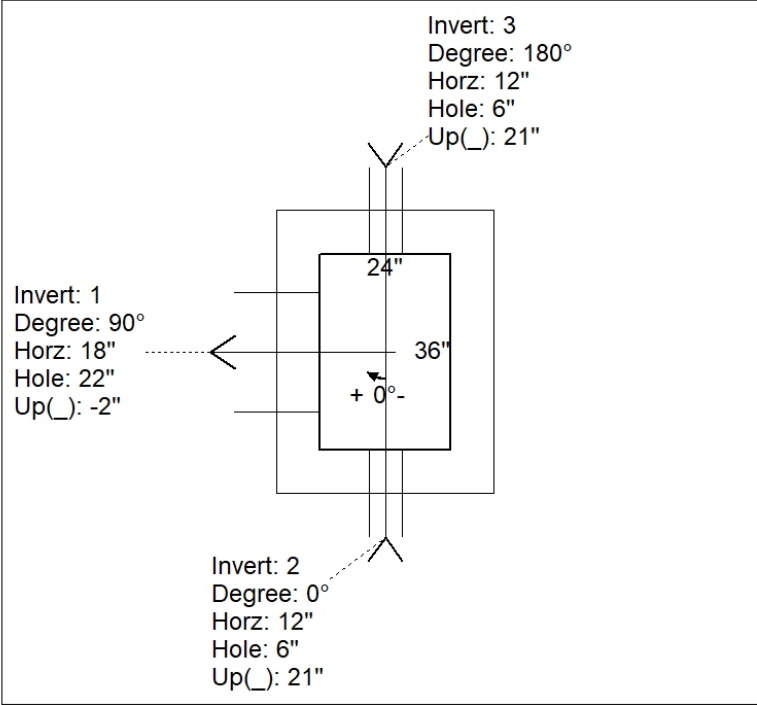 Invert: 3
Degree: 180°
Horz: 12"
Hole: 6"
Up(_): 21"
24"
Invert: 1
Degree: 90°
Horz: 18"
Hole: 22"
Up(_): -2"
36"
+ 0°-
Invert: 2
Degree: 0°
Horz: 12"
Hole: 6"
Up(_): 21"